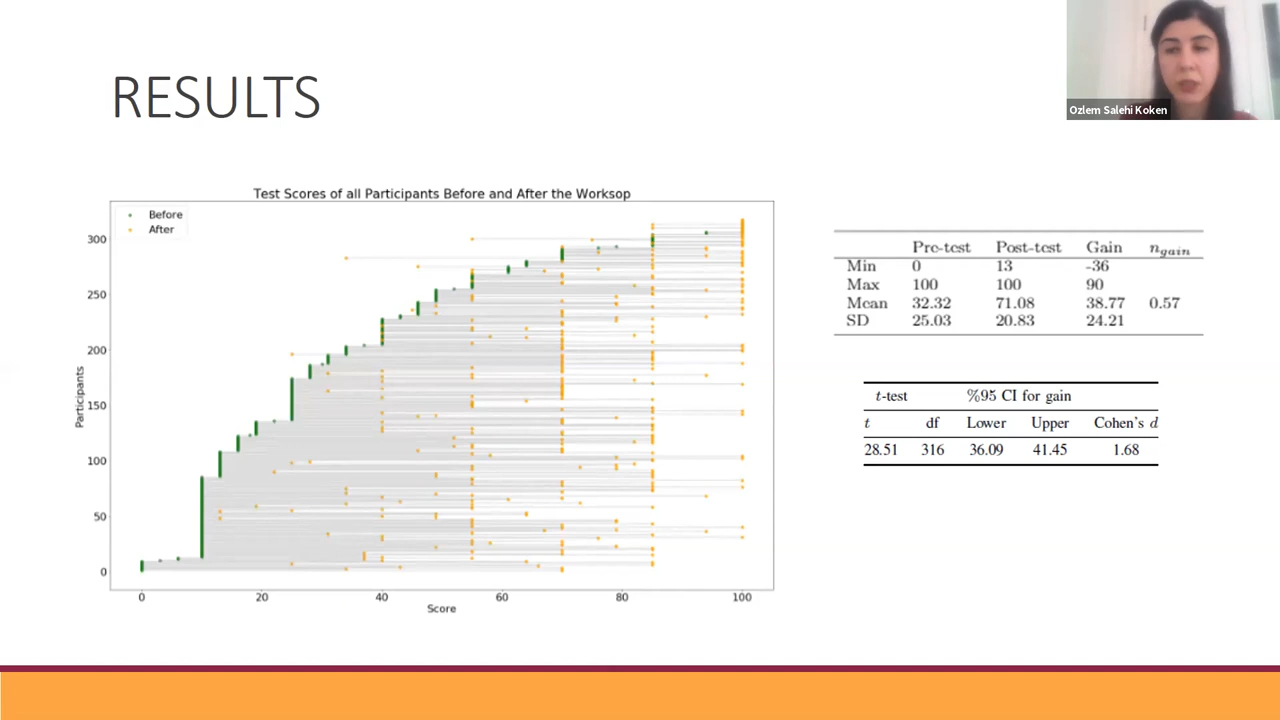 RESULTS
Ozlem Salehi Koken
Test Scores of all Participants Before and After the Worksop
Before
After
300
250
200
150
100
50
0
Participants
0 20 40 60 80 100
Score
Pre-test Post-test Gain n gain
Min 0 13 -36
Max 100 100 90
Mean 32.32 71.08 38.77 0.57
SD 25.03 20.83 24.21
t-test %95 CI for gain
t df Lower Upper Cohen's d
28.51 316 36.09 41.45 1.68